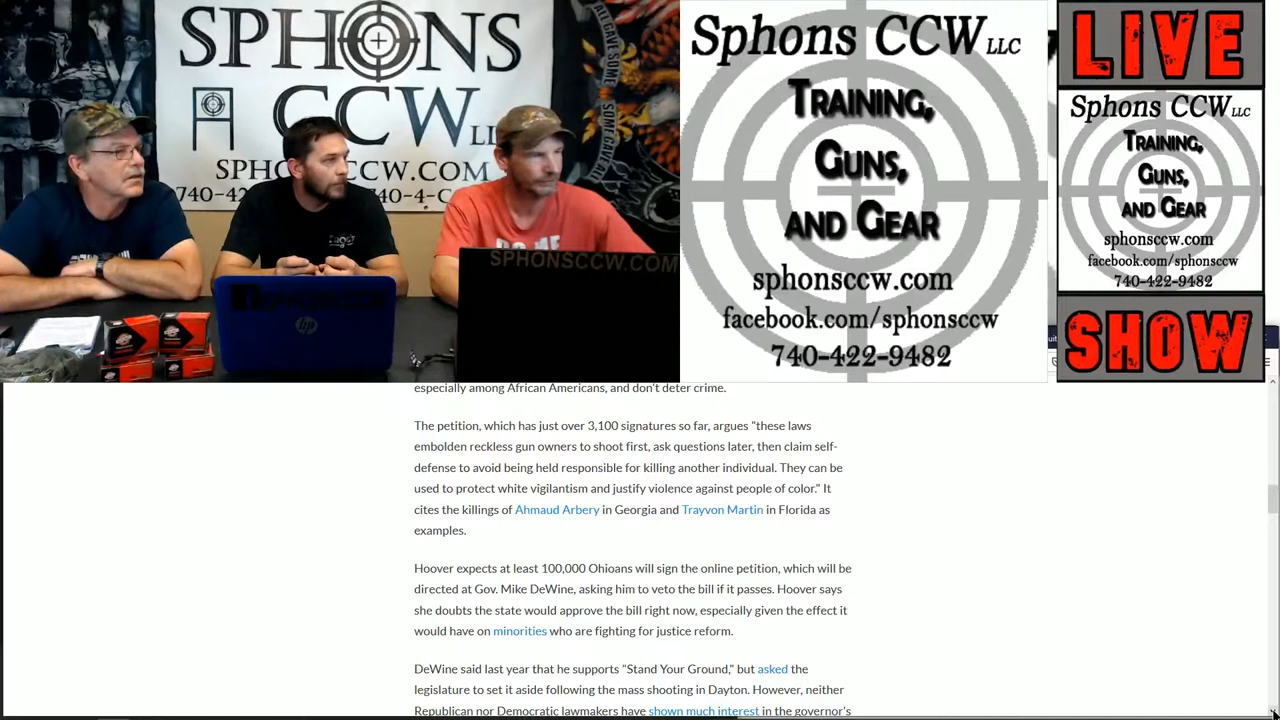 SPHONS
CCW
SPHONSCCW.COM
ALL GAVE SOME
SOME GAVE
SPHONSCCW.COM
hp
Sphons CCW LLC
Training,
Guns,
and Gear
sphonsccw.com
facebook.com/sphonsccw
740-422-9482
LIVE
Sphons CCW LLC
Training,
Guns,
and Gear
sphonsccw.com
facebook.com/sphonsccw
740-422-9482
SHOW
especially among African Americans, and don't deter crime.
The petition, which has just over 3,100 signatures so far, argues "these laws
embolden reckless gun owners to shoot first, ask questions later, then claim self-
defense to avoid being held responsible for killing another individual. They can be
used to protect white vigilantism and justify violence against people of color." It
cites the killings of Ahmaud Arbery in Georgia and Trayvon Martin in Florida as
examples.
Hoover expects at least 100,000 Ohioans will sign the online petition, which will be
directed at Gov. Mike DeWine, asking him to veto the bill if it passes. Hoover says
she doubts the state would approve the bill right now, especially given the effect it
would have on minorities who are fighting for justice reform.
DeWine said last year that he supports "Stand Your Ground," but asked the
legislature to set it aside following the mass shooting in Dayton. However, neither
Republican nor Democratic lawmakers have shown much interest in the governor's